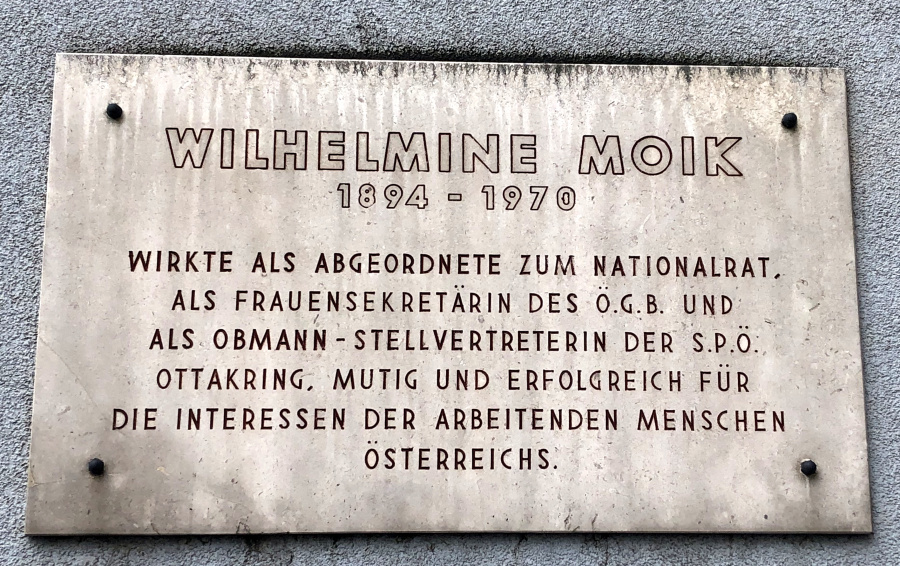 WILHELMINE MOIK
1894 - 1970
WIRKTE ALS ABGEORDNETE ZUM NATIONALRAT,
ALS FRAUENSEKRETÄRIN DES Ö.G.B. UND
ALS OBMANN-STELLVERTRETERIN DER S.P.Ö.
OTTAKRING, MUTIG UND ERFOLGREICH FÜR
DIE INTERESSEN DER ARBEITENDEN MENSCHEN
ÖSTERREICHS.